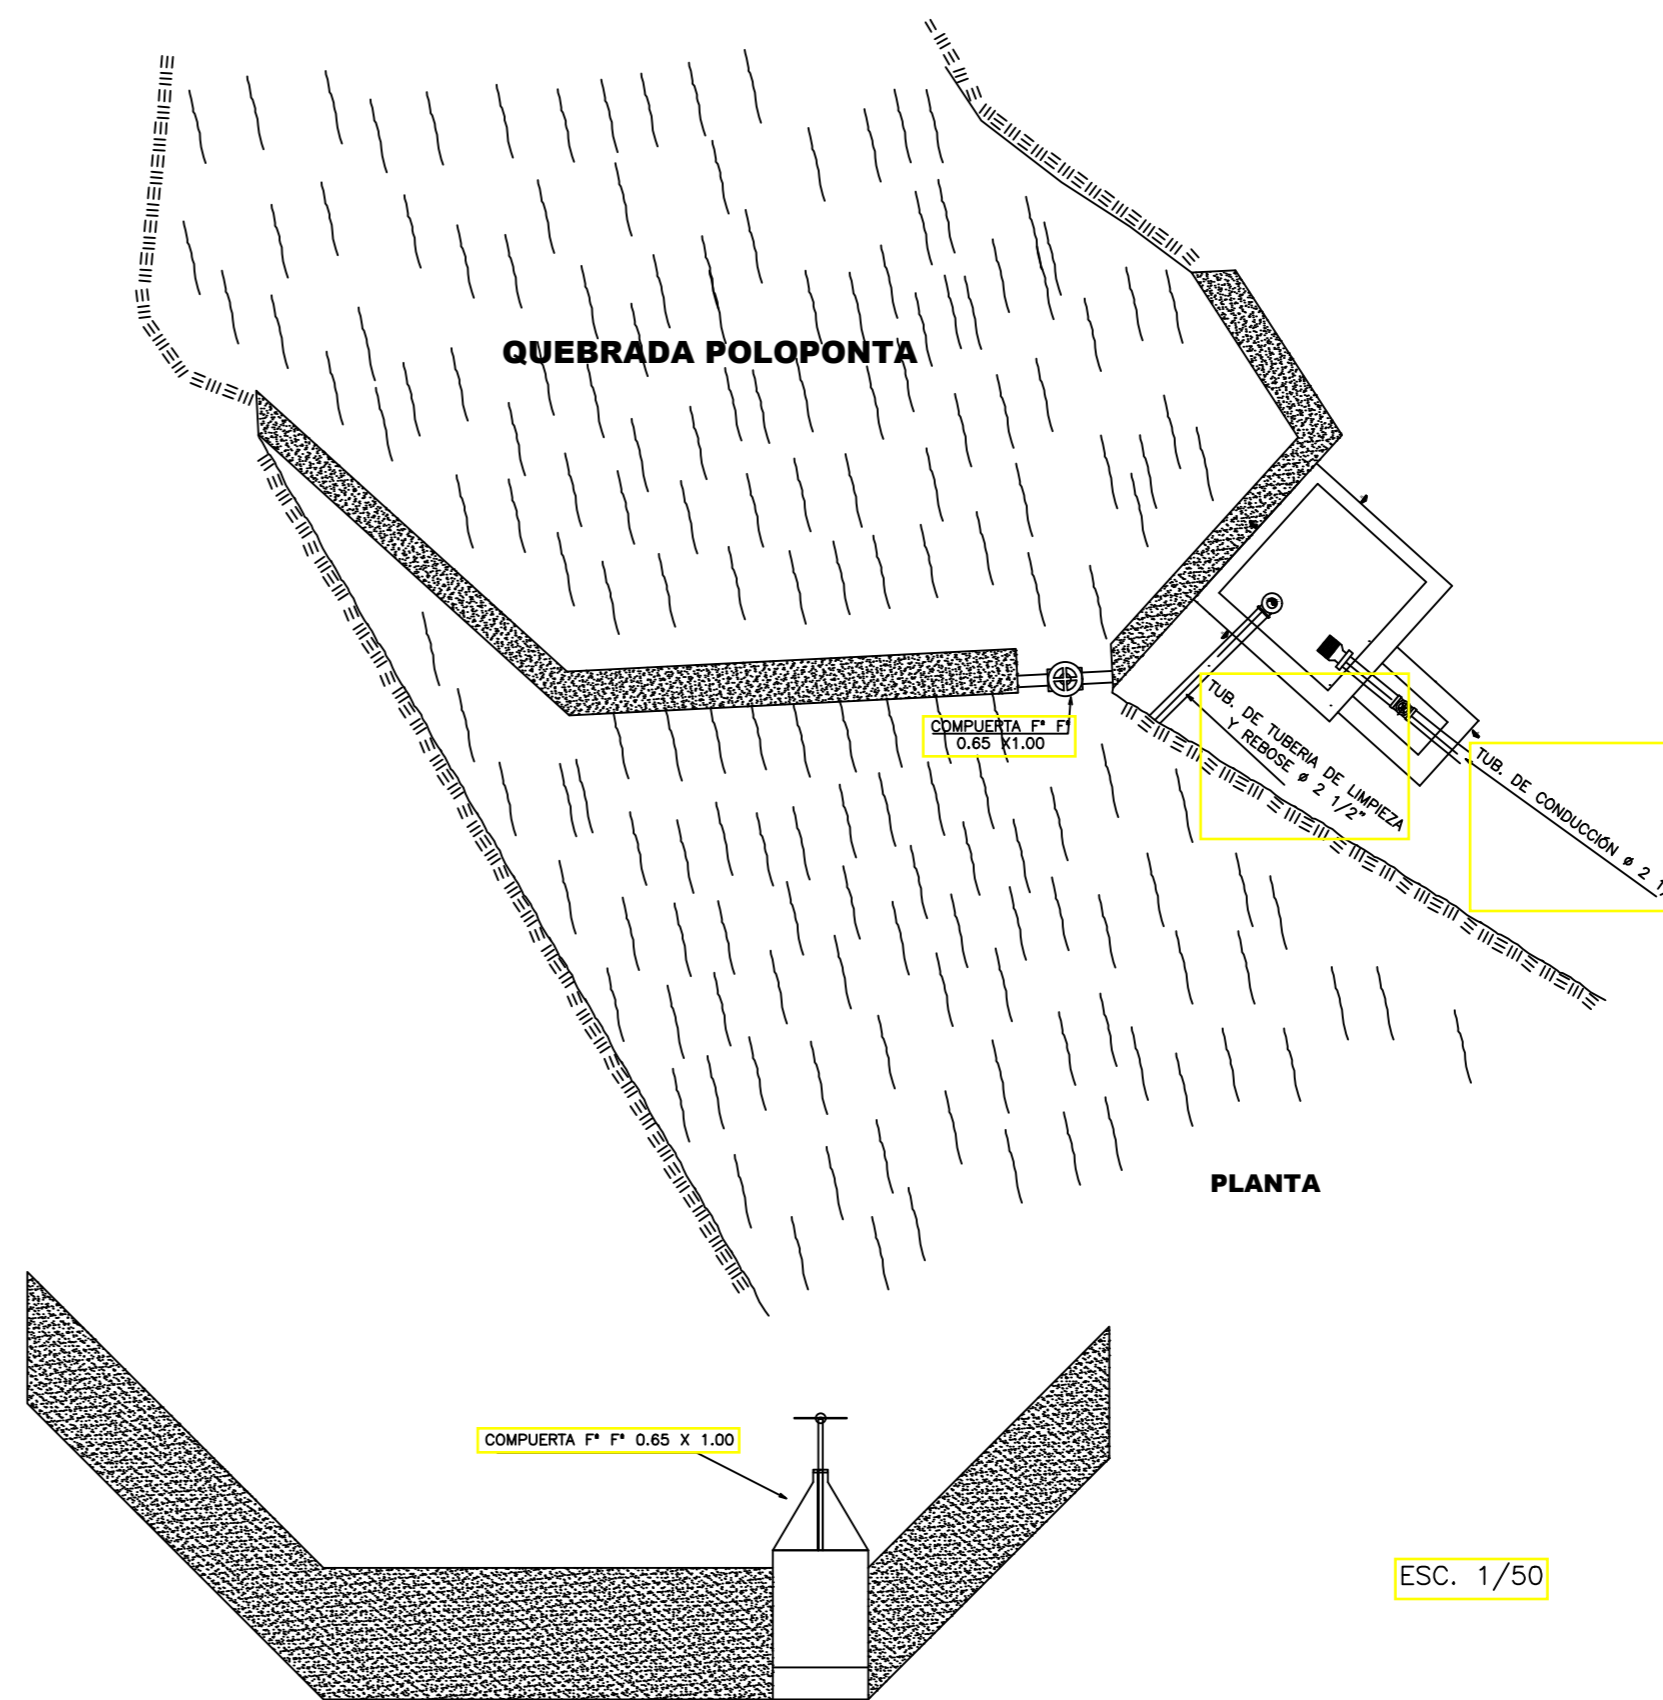 QUEBRADA POLOPONTA
COMPUERTA Fº Fº
0.65 X1.00
TUB. DE TUBERIA DE LIMPIEZA
Y REBOSE ø 2 1/2"
TUB. DE CONDUCCIÓN ø 2 1/
PLANTA
COMPUERTA Fº Fº 0.65 X 1.00
ESC. 1/50